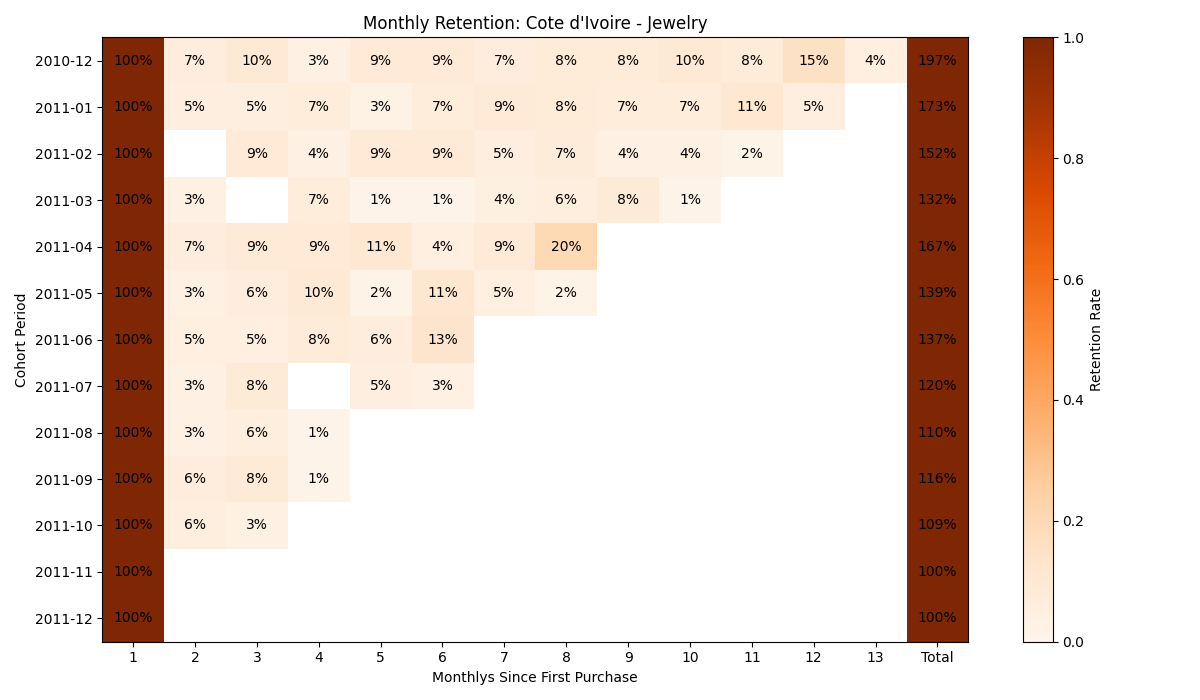 Monthly Retention: Cote d'Ivoire - Jewelry
2010-12 100% 7% 10% 3% 9% 9% 7% 8% 8% 10% 8% 15% 4% 197%
2011-01 100% 5% 5% 7% 3% 7% 9% 8% 7% 7% 11% 5% 173%
2011-02 100% 9% 4% 9% 9% 5% 7% 4% 4% 2% 152%
2011-03 100% 3% 7% 1% 1% 4% 6% 8% 1% 132%
2011-04 100% 7% 9% 9% 11% 4% 9% 20% 167%
2011-05 100% 3% 6% 10% 2% 11% 5% 2% 139%
2011-06 100% 5% 5% 8% 6% 13% 137%
2011-07 100% 3% 8% 5% 3% 120%
2011-08 100% 3% 6% 1% 110%
2011-09 100% 6% 8% 1% 116%
2011-10 100% 6% 3% 109%
2011-11 100% 100%
2011-12 100% 100%
1 2 3 4 5 6 7 8 9 10 11 12 13 Total
Monthlys Since First Purchase
Cohort Period
1.0
0.8
0.6
0.4
0.2
0.0
Retention Rate